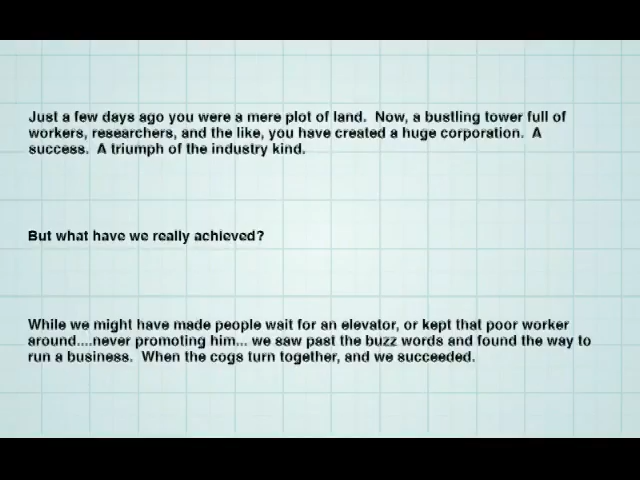 Just a few days ago you were a mere plot of land.  Now, a bustling tower full of
workers, researchers, and the like, you have created a huge corporation.  A
success.  A triumph of the industry kind.
But what have we really achieved?
While we might have made people wait for an elevator, or kept that poor worker
around....never promoting him... we saw past the buzz words and found the way to
run a business.  When the cogs turn together, and we succeeded.